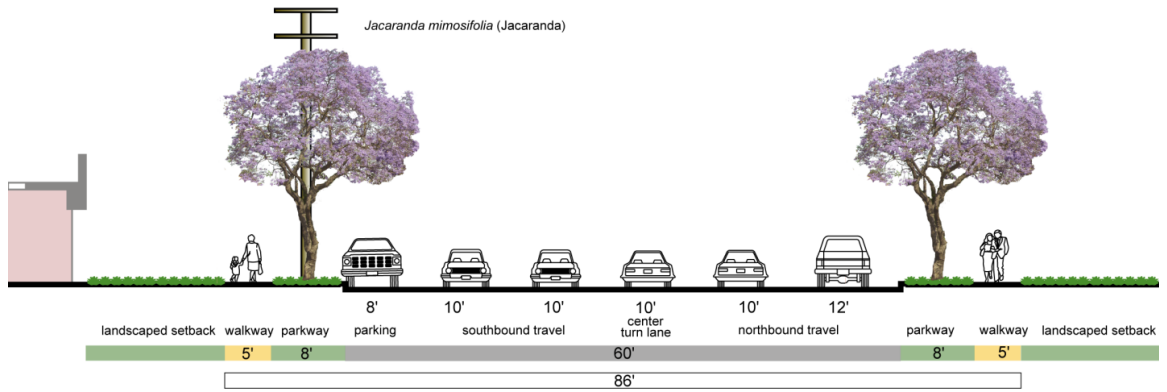 Jacaranda mimosifolia (Jacaranda)
8' 10' 10' 10' 10' 12'
landscaped setback walkway parkway parking southbound travel center turn lane northbound travel parkway walkway landscaped setback
5' 8' 60' 8' 5'
86'